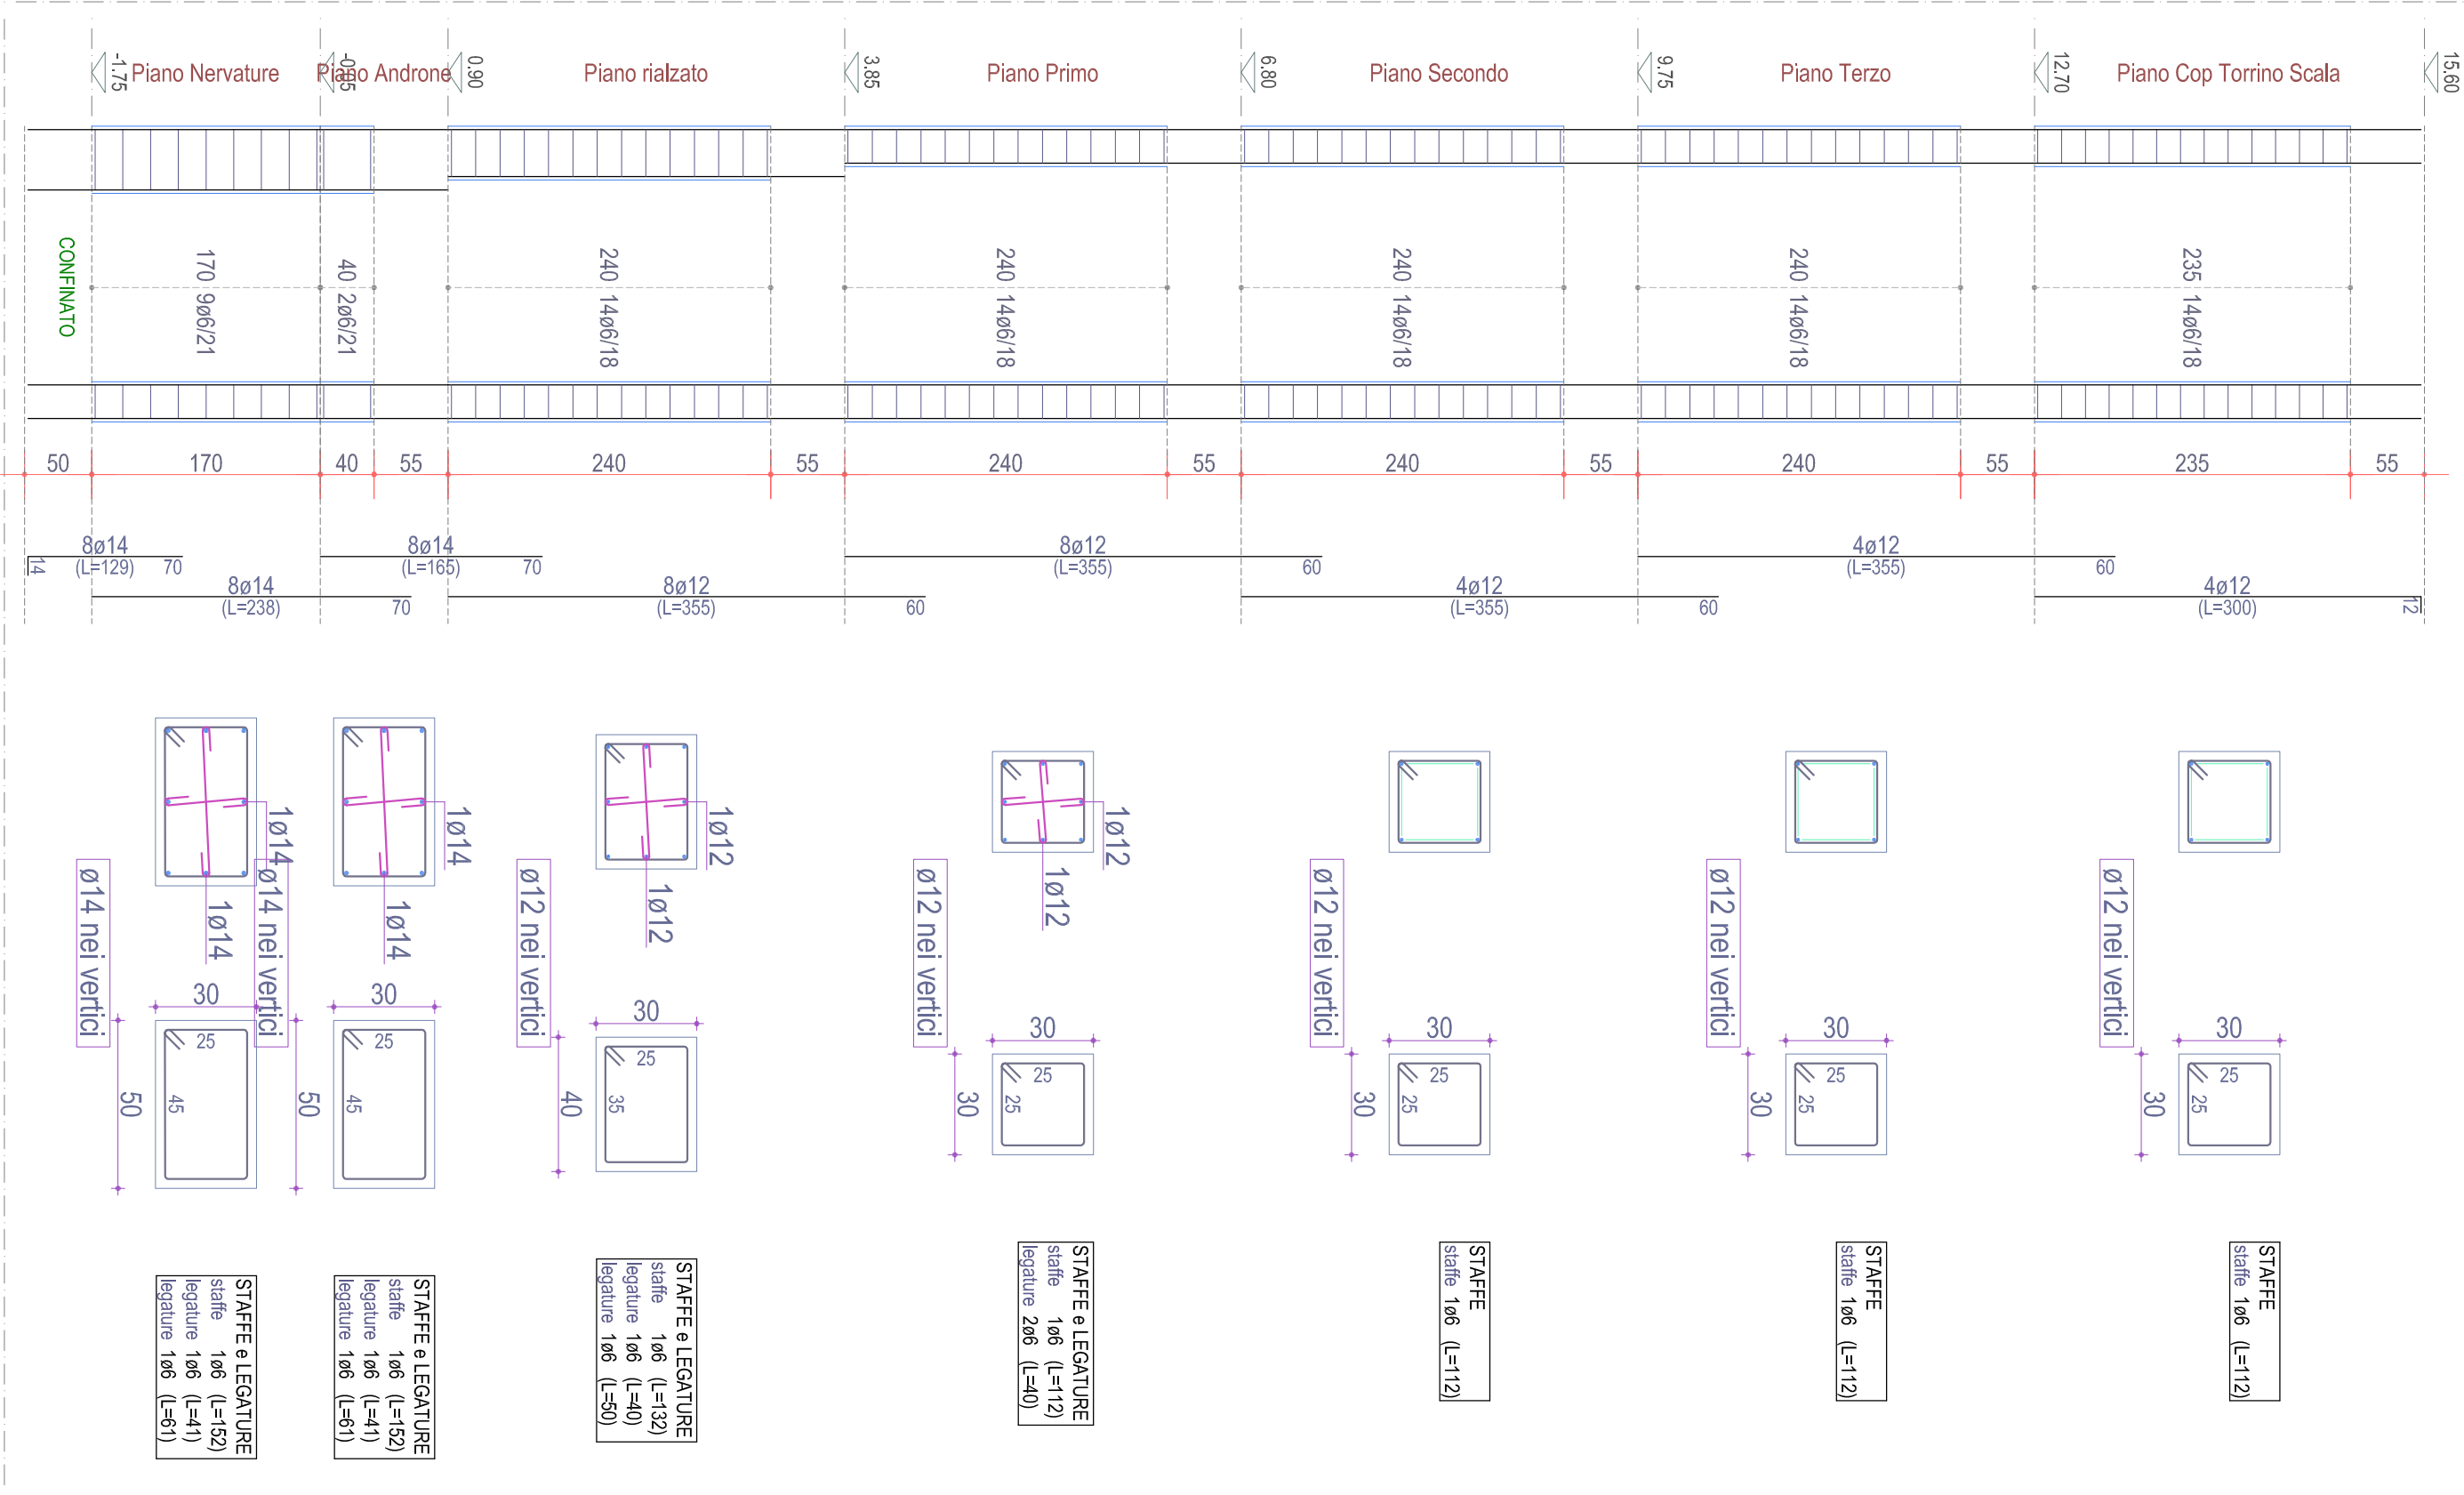 -1.75
Piano Nervature
-0.05
Piano Androne
0.90
Piano rialzato
3.85
Piano Primo
6.80
Piano Secondo
9.75
Piano Terzo
12.70
Piano Cop Torrino Scala
15.60
CONFINATO
170 9ø6/21
40 2ø6/21
240 14ø6/18
240 14ø6/18
240 14ø6/18
240 14ø6/18
235 14ø6/18
50
170
40
55
240
55
240
55
240
55
240
55
235
55
8ø14
(L=129)
70
14
8ø14
(L=165)
70
8ø12
(L=355)
60
4ø12
(L=355)
60
8ø14
(L=238)
70
8ø12
(L=355)
60
4ø12
(L=355)
60
4ø12
(L=300)
12
1ø14
1ø14
ø14 nei vertici
1ø14
1ø14
ø14 nei vertici
1ø12
1ø12
ø12 nei vertici
1ø12
1ø12
ø12 nei vertici
ø12 nei vertici
ø12 nei vertici
ø12 nei vertici
30
25
45
50
30
25
45
50
30
25
35
40
30
25
25
30
30
25
25
30
30
25
25
30
30
25
25
30
STAFFE e LEGATURE
staffe 1ø6 (L=152)
legature 1ø6 (L=41)
legature 1ø6 (L=61)
STAFFE e LEGATURE
staffe 1ø6 (L=152)
legature 1ø6 (L=41)
legature 1ø6 (L=61)
STAFFE e LEGATURE
staffe 1ø6 (L=132)
legature 1ø6 (L=40)
legature 1ø6 (L=50)
STAFFE e LEGATURE
staffe 1ø6 (L=112)
legature 2ø6 (L=40)
STAFFE
staffe 1ø6 (L=112)
STAFFE
staffe 1ø6 (L=112)
STAFFE
staffe 1ø6 (L=112)